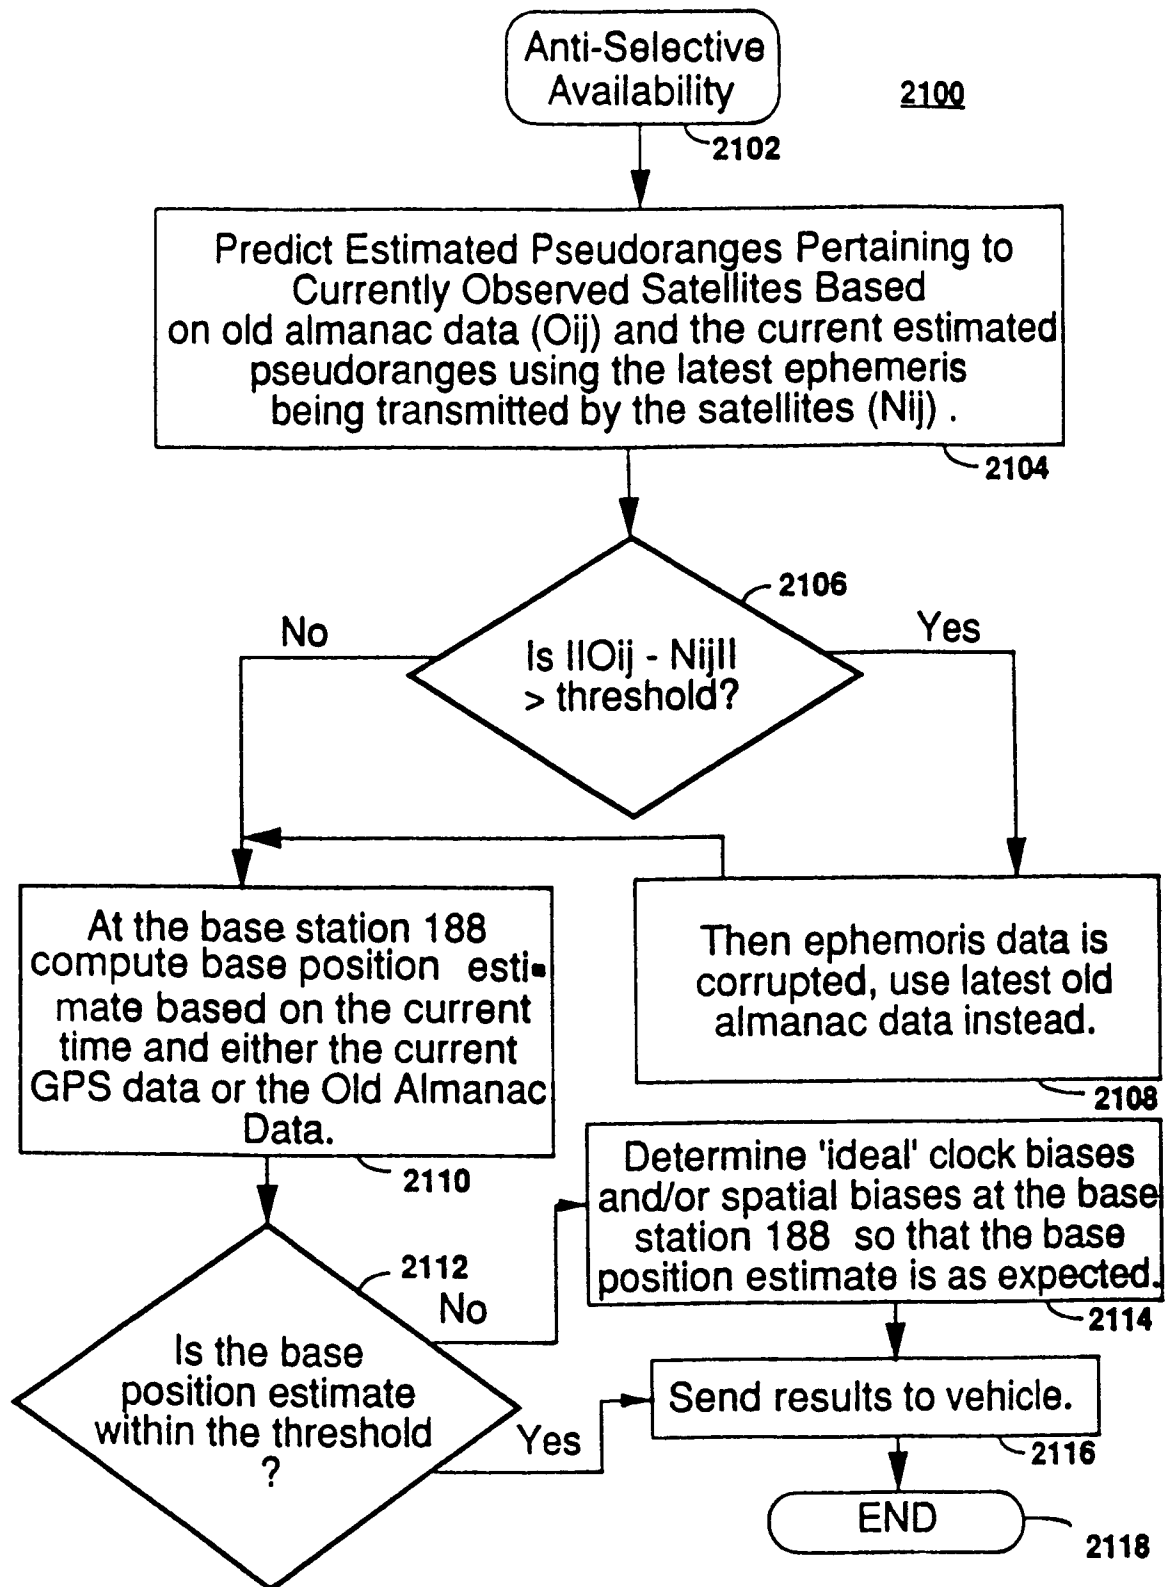 Anti-Selective
Availability
2100
2102
Predict Estimated Pseudoranges Pertaining to
Currently Observed Satellites Based
on old almanac data (Oij) and the current estimated
pseudoranges using the latest ephemeris
being transmitted by the satellites (Nij) .
2104
2106
No
Yes
Is IIOij - NijII
> threshold?
At the base station 188
compute base position esti-
mate based on the current
time and either the current
GPS data or the Old Almanac
Data.
2110
Then ephemoris data is
corrupted, use latest old
almanac data instead.
2108
Determine 'ideal' clock biases
and/or spatial biases at the base
station 188 so that the base
position estimate is as expected.
2114
2112
No
Is the base
position estimate
within the threshold
?
Yes
Send results to vehicle.
2116
END
2118